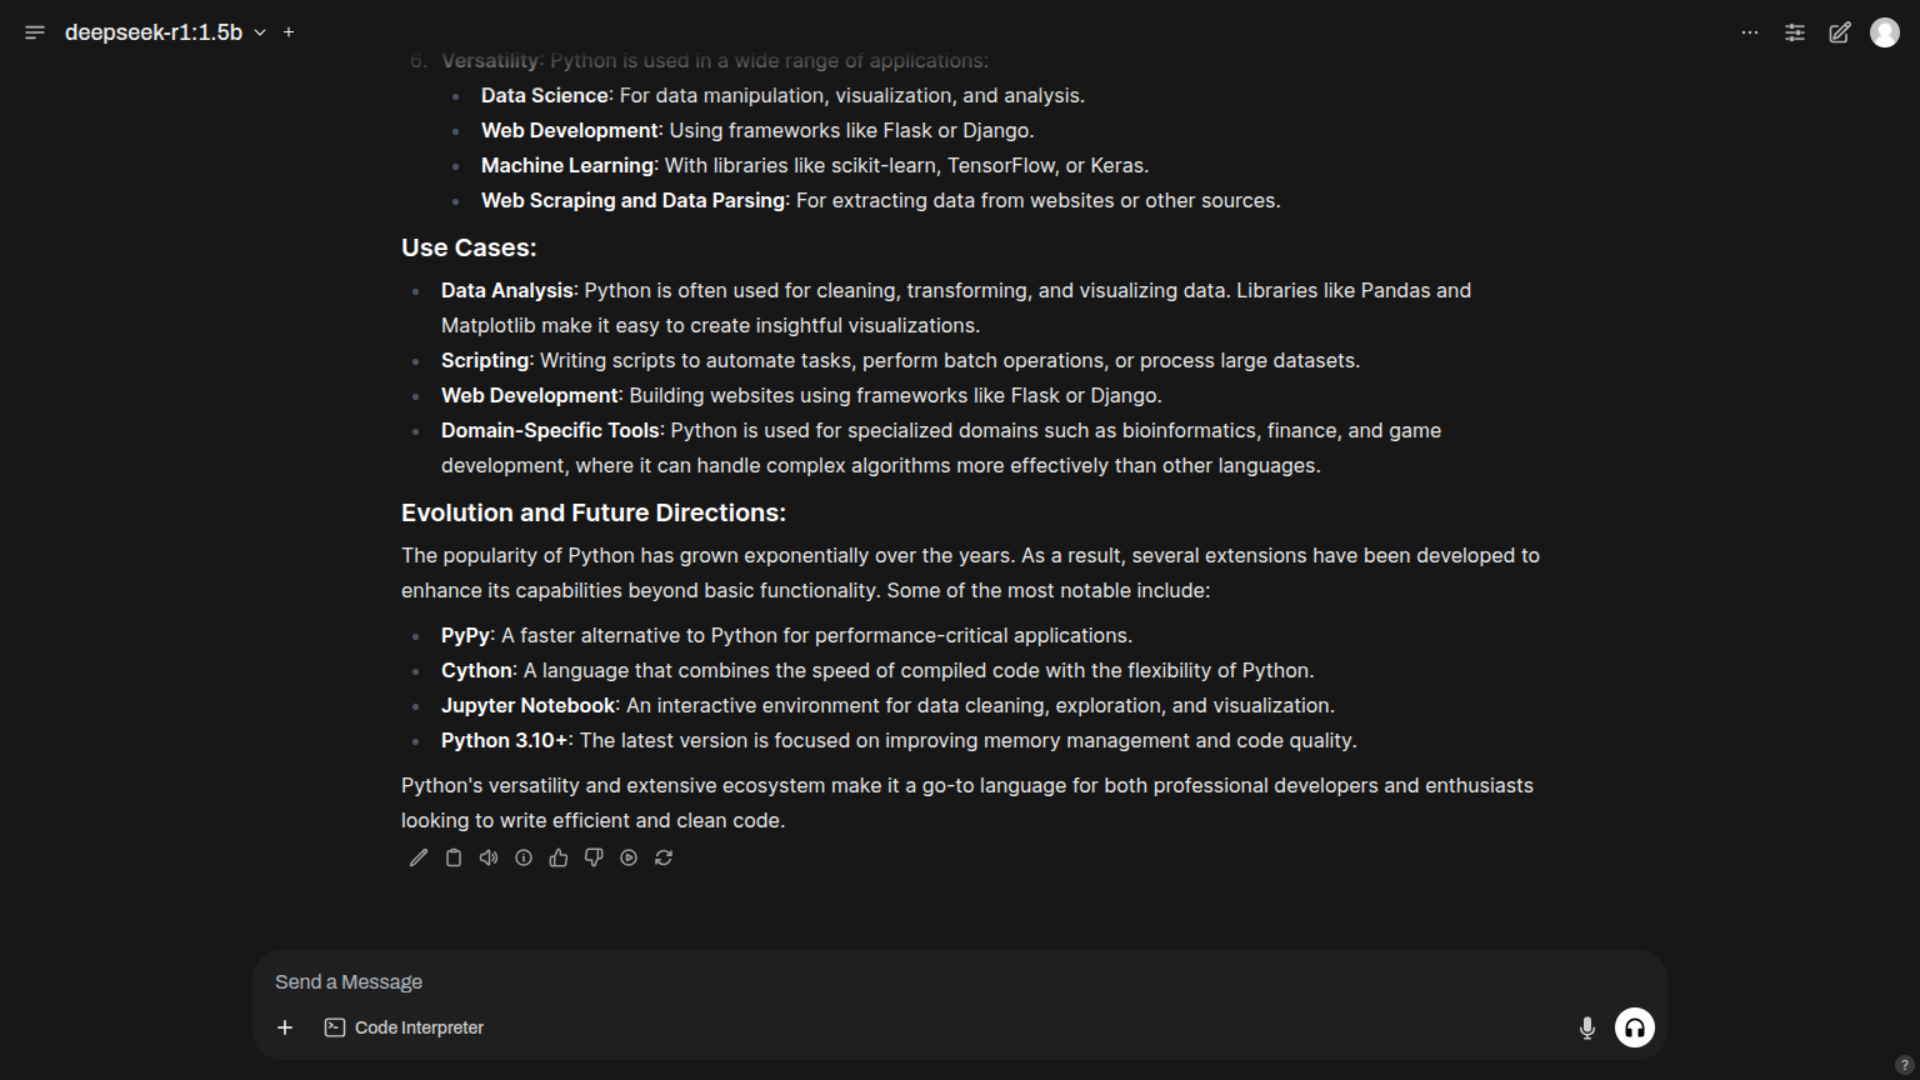 deepseek-r1:1.5b
6. Versatility: Python is used in a wide range of applications:
Data Science: For data manipulation, visualization, and analysis.
Web Development: Using frameworks like Flask or Django.
Machine Learning: With libraries like scikit-learn, TensorFlow, or Keras.
Web Scraping and Data Parsing: For extracting data from websites or other sources.
Use Cases:
Data Analysis: Python is often used for cleaning, transforming, and visualizing data. Libraries like Pandas and
Matplotlib make it easy to create insightful visualizations.
Scripting: Writing scripts to automate tasks, perform batch operations, or process large datasets.
Web Development: Building websites using frameworks like Flask or Django.
Domain-Specific Tools: Python is used for specialized domains such as bioinformatics, finance, and game
development, where it can handle complex algorithms more effectively than other languages.
Evolution and Future Directions:
The popularity of Python has grown exponentially over the years. As a result, several extensions have been developed to
enhance its capabilities beyond basic functionality. Some of the most notable include:
PyPy: A faster alternative to Python for performance-critical applications.
Cython: A language that combines the speed of compiled code with the flexibility of Python.
Jupyter Notebook: An interactive environment for data cleaning, exploration, and visualization.
Python 3.10+: The latest version is focused on improving memory management and code quality.
Python's versatility and extensive ecosystem make it a go-to language for both professional developers and enthusiasts
looking to write efficient and clean code.
Send a Message
Code Interpreter
?